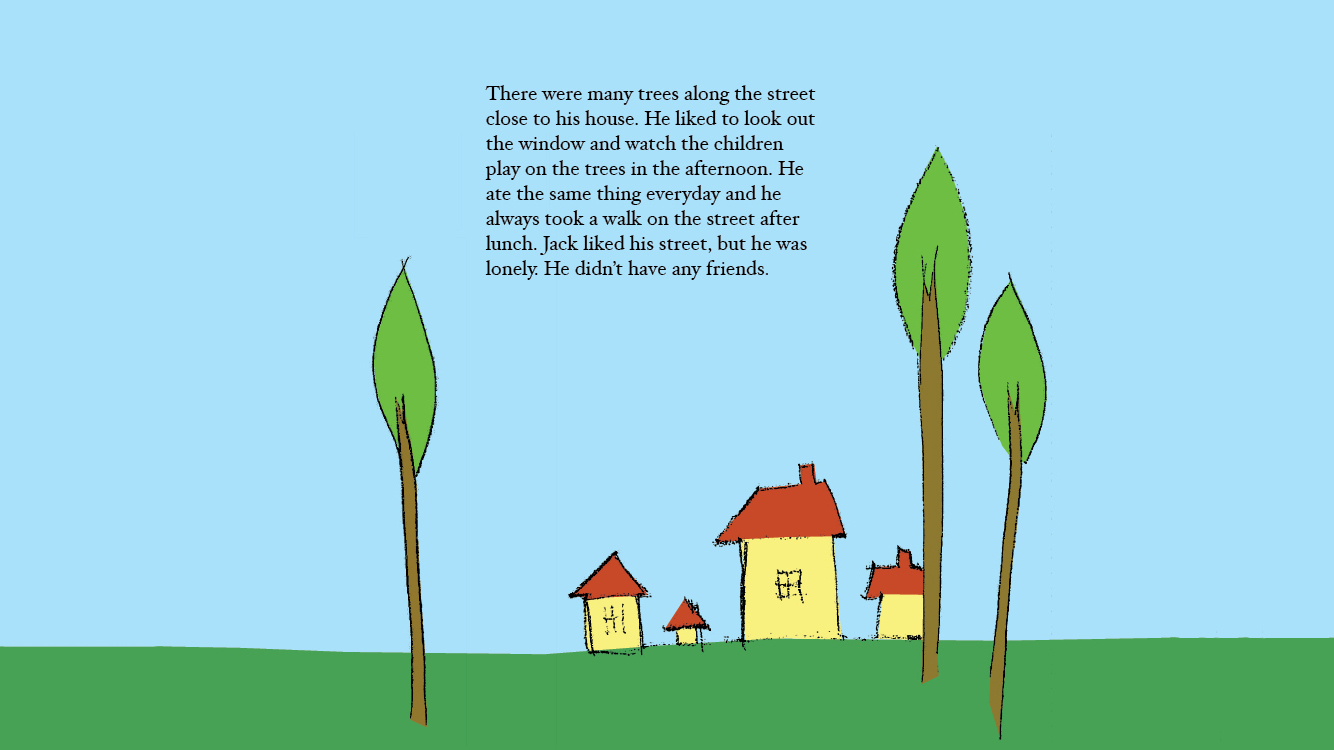 There were many trees along the street
close to his house. He liked to look out
the window and watch the children
play on the trees in the afternoon. He
ate the same thing everyday and he
always took a walk on the street after
lunch. Jack liked his street, but he was
lonely. He didn’t have any friends.